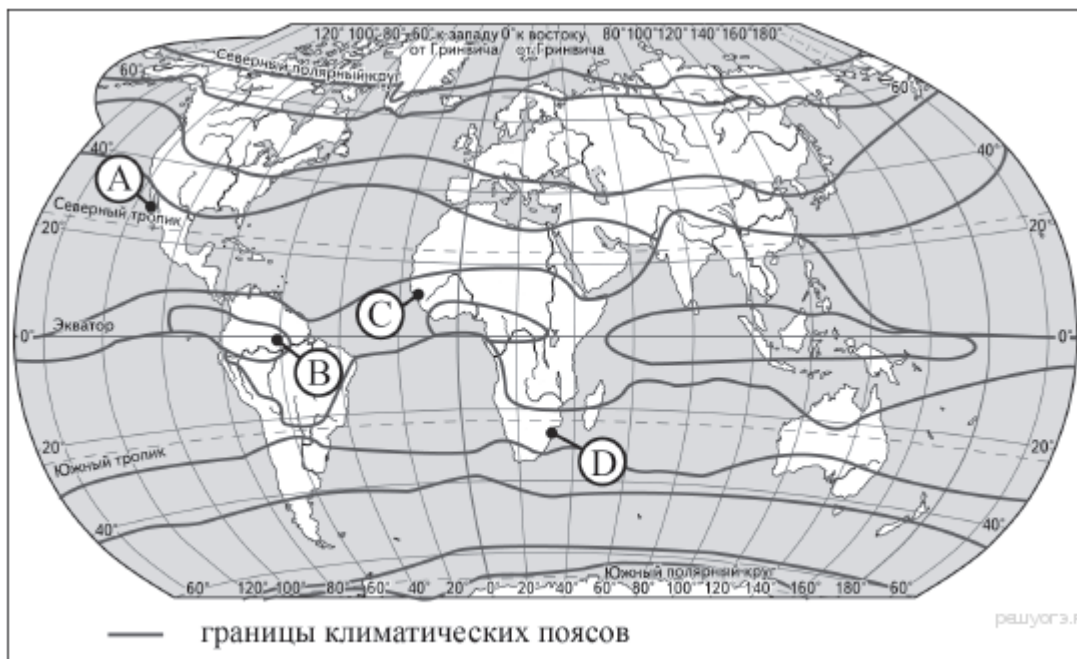 120° 100° 80° 60° к западу 0° к востоку 80° 100° 120° 140° 160° 180°
от Гринвича от Гринвича
Северный полярный круг
60° 60°
40° 40°
A
Северный тропик
20° 20°
C
Экватор
0° 0°
B
20° 20°
D
Южный тропик
40° 40°
Южный полярный круг
60° 120° 100° 80° 60° 40° 20° 0° 20° 40° 60° 80° 100° 120° 140° 160° 60°
границы климатических поясов